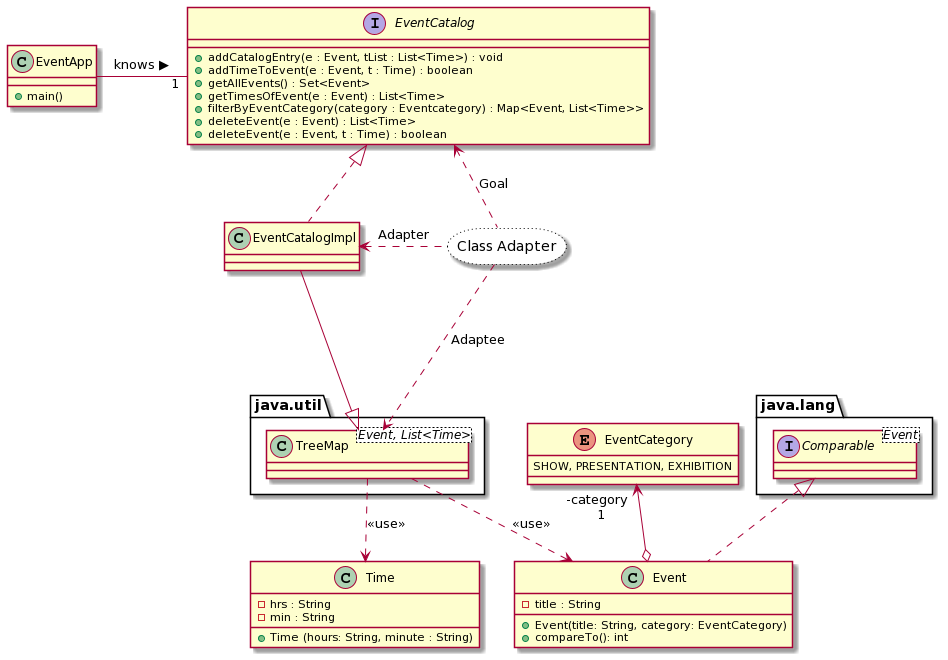 I EventCatalog
C EventApp
knows ▶
1
main()
addCatalogEntry(e : Event, tList : List<Time>) : void
addTimeToEvent(e : Event, t : Time) : boolean
getAllEvents() : Set<Event>
getTimesOfEvent(e : Event) : List<Time>
filterByEventCategory(category : Eventcategory) : Map<Event, List<Time>>
deleteEvent(e : Event) : List<Time>
deleteEvent(e : Event, t : Time) : boolean
Goal
C EventCatalogImpl
Adapter
Class Adapter
Adaptee
java.util
java.lang
C TreeMap
Event, List<Time>
E EventCategory
SHOW, PRESENTATION, EXHIBITION
I Comparable
Event
-category
1
«use»
«use»
C Time
hrs : String
min : String
Time (hours: String, minute : String)
C Event
title : String
Event(title: String, category: EventCategory)
compareTo(): int